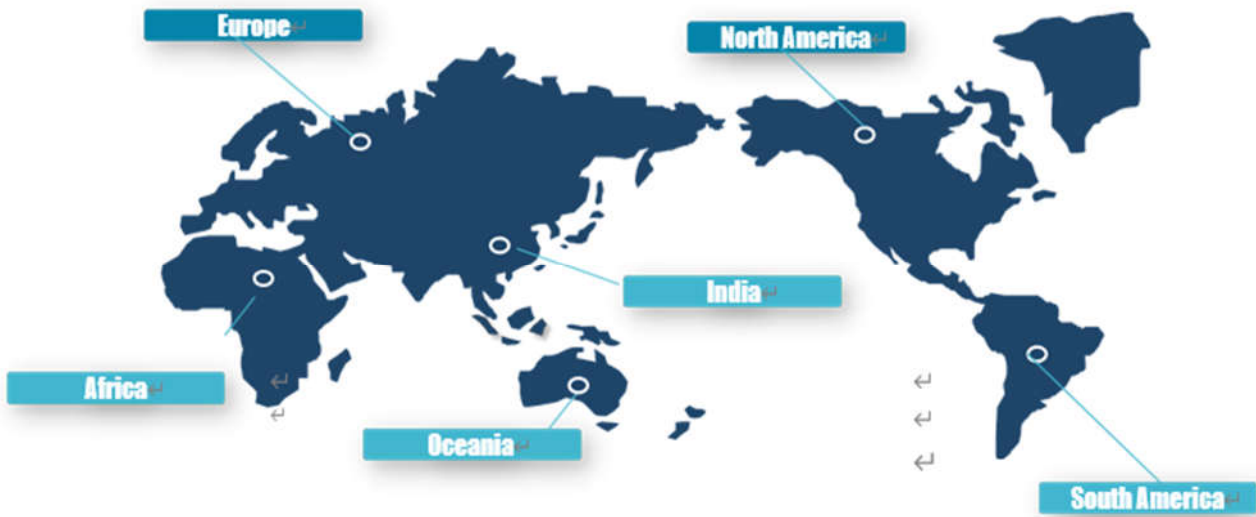 Europe
North America
India
Africa
Oceania
South America